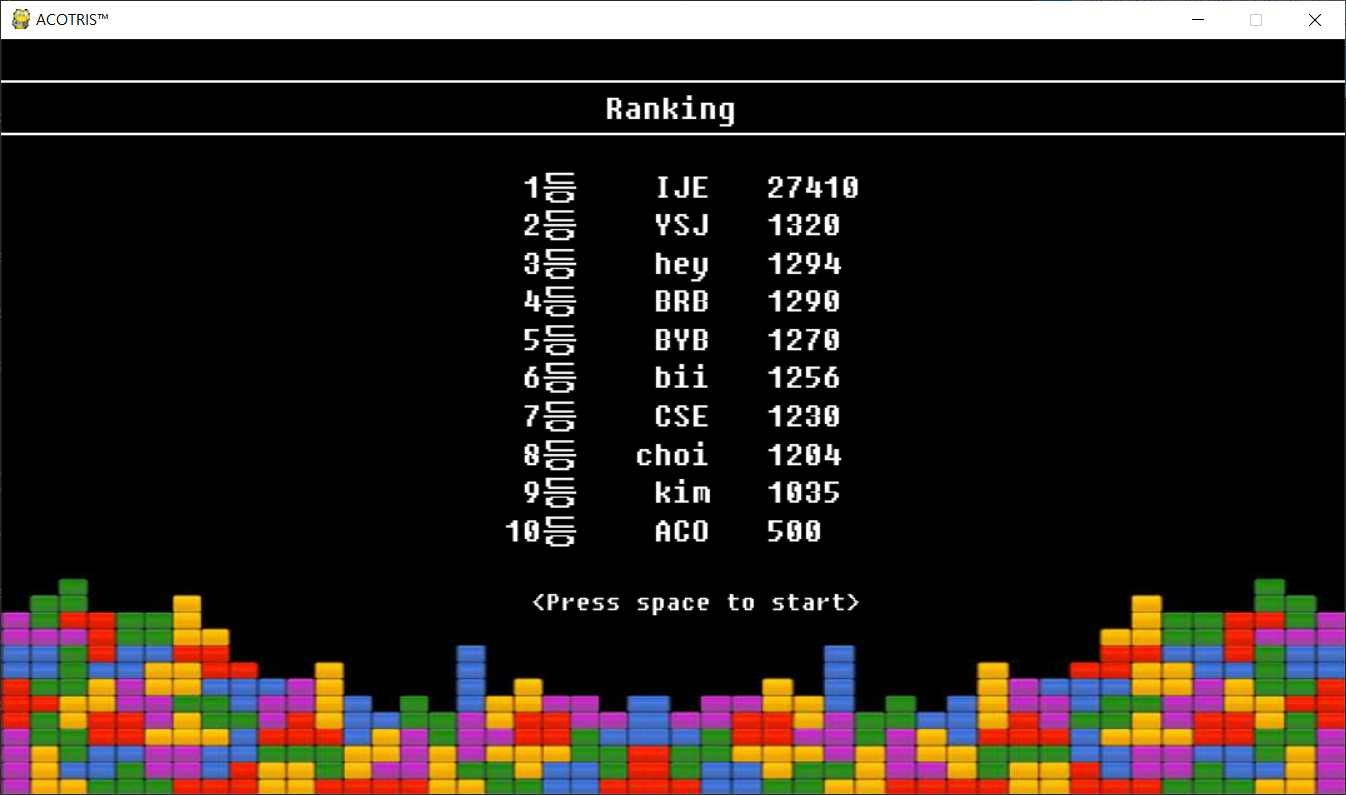 ACOTRIS™
Ranking
1등 IJE 27410
2등 YSJ 1320
3등 hey 1294
4등 BRB 1290
5등 BYB 1270
6등 bii 1256
7등 CSE 1230
8등 choi 1204
9등 kim 1035
10등 ACO 500
<Press space to start>